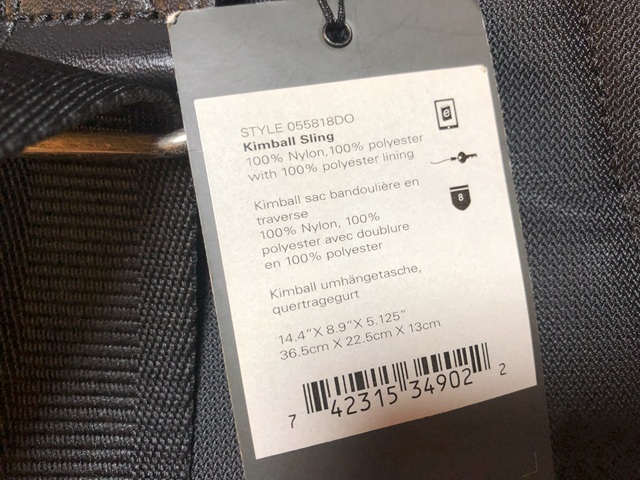 STYLE 055818DO
Kimball Sling
100% Nylon,100% polyester
with 100% polyester lining
Kimball sac bandoulière en
traverse
100% Nylon, 100%
polyester avec doublure
en 100% polyester
Kimball umhängetasche,
quertragegurt
14.4"X 8.9"X 5.125"
36.5cm X 22.5cm X 13cm
7 42315 34902 2
8